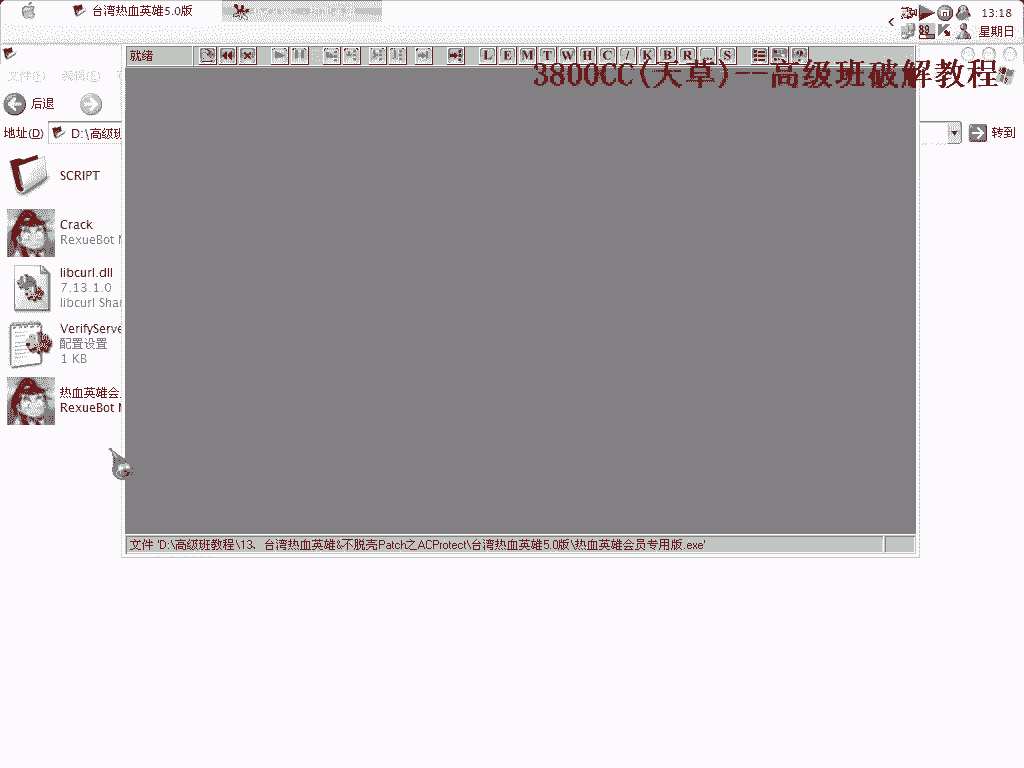 台湾热血英雄5.0版
13:18
星期日
就绪
L E M T W H C / K B R ... S
3800CC(天草)--高级班破解教程
文件(F) 编辑(E)
后退
地址(D) D:\高级班
转到
SCRIPT
Crack
RexueBot
libcurl.dll
7.13.1.0
libcurl Sha
VerifyServe
配置设置
1 KB
热血英雄会
RexueBot
文件 'D:\高级班教程\13、台湾热血英雄&不脱壳Patch之ACProtect\台湾热血英雄5.0版\热血英雄会员专用版.exe'